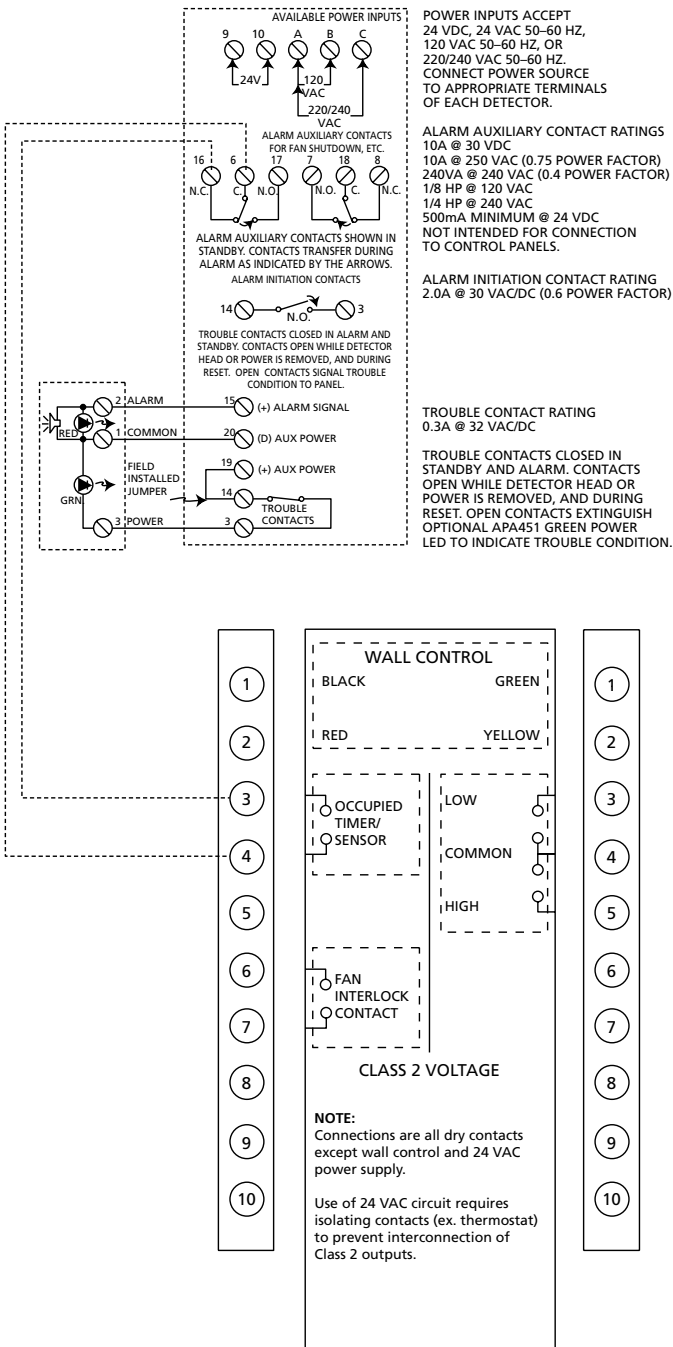 AVAILABLE POWER INPUTS
9 10 A B C
24V 120
VAC
220/240
VAC
ALARM AUXILIARY CONTACTS
FOR FAN SHUTDOWN, ETC.
16 6 17 7 18 8
N.C. C. N.O. N.O. C. N.C.
ALARM AUXILIARY CONTACTS SHOWN IN
STANDBY. CONTACTS TRANSFER DURING
ALARM AS INDICATED BY THE ARROWS.
ALARM INITIATION CONTACTS
14 N.O. 3
TROUBLE CONTACTS CLOSED IN ALARM AND
STANDBY. CONTACTS OPEN WHILE DETECTOR
HEAD OR POWER IS REMOVED, AND DURING
RESET. OPEN CONTACTS SIGNAL TROUBLE
CONDITION TO PANEL.
2 ALARM 15 (+) ALARM SIGNAL
RED 1 COMMON 20 (D) AUX POWER
19 (+) AUX POWER
FIELD
INSTALLED
JUMPER
GRN 14 TROUBLE
CONTACTS
3 POWER 3
POWER INPUTS ACCEPT
24 VDC, 24 VAC 50–60 HZ,
120 VAC 50–60 HZ, OR
220/240 VAC 50–60 HZ.
CONNECT POWER SOURCE
TO APPROPRIATE TERMINALS
OF EACH DETECTOR.
ALARM AUXILIARY CONTACT RATINGS
10A @ 30 VDC
10A @ 250 VAC (0.75 POWER FACTOR)
240VA @ 240 VAC (0.4 POWER FACTOR)
1/8 HP @ 120 VAC
1/4 HP @ 240 VAC
500mA MINIMUM @ 24 VDC
NOT INTENDED FOR CONNECTION
TO CONTROL PANELS.
ALARM INITIATION CONTACT RATING
2.0A @ 30 VAC/DC (0.6 POWER FACTOR)
TROUBLE CONTACT RATING
0.3A @ 32 VAC/DC
TROUBLE CONTACTS CLOSED IN
STANDBY AND ALARM. CONTACTS
OPEN WHILE DETECTOR HEAD OR
POWER IS REMOVED, AND DURING
RESET. OPEN CONTACTS EXTINGUISH
OPTIONAL APA451 GREEN POWER
LED TO INDICATE TROUBLE CONDITION.
1
2
3
4
5
6
7
8
9
10
WALL CONTROL
BLACK GREEN
RED YELLOW
OCCUPIED
TIMER/
SENSOR
LOW
COMMON
HIGH
FAN
INTERLOCK
CONTACT
CLASS 2 VOLTAGE
NOTE:
Connections are all dry contacts
except wall control and 24 VAC
power supply.
Use of 24 VAC circuit requires
isolating contacts (ex. thermostat)
to prevent interconnection of
Class 2 outputs.
1
2
3
4
5
6
7
8
9
10